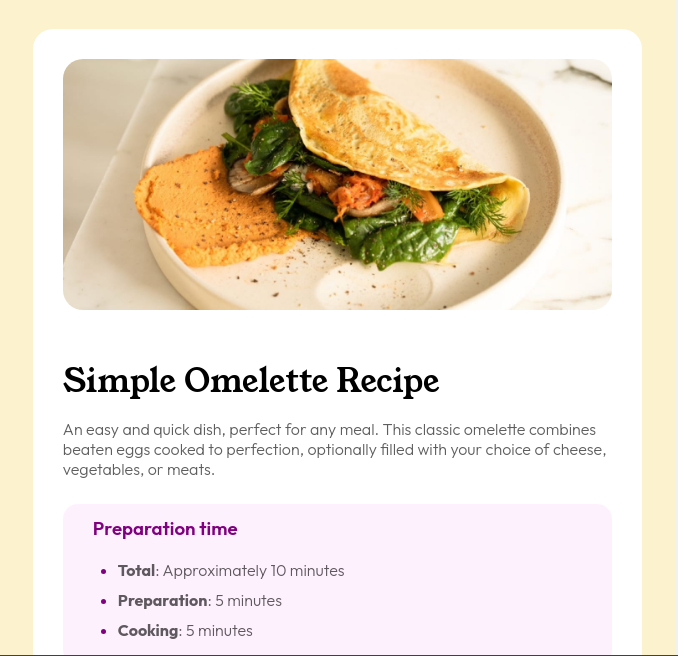 Simple Omelette Recipe
An easy and quick dish, perfect for any meal. This classic omelette combines
beaten eggs cooked to perfection, optionally filled with your choice of cheese,
vegetables, or meats.
Preparation time
Total: Approximately 10 minutes
Preparation: 5 minutes
Cooking: 5 minutes